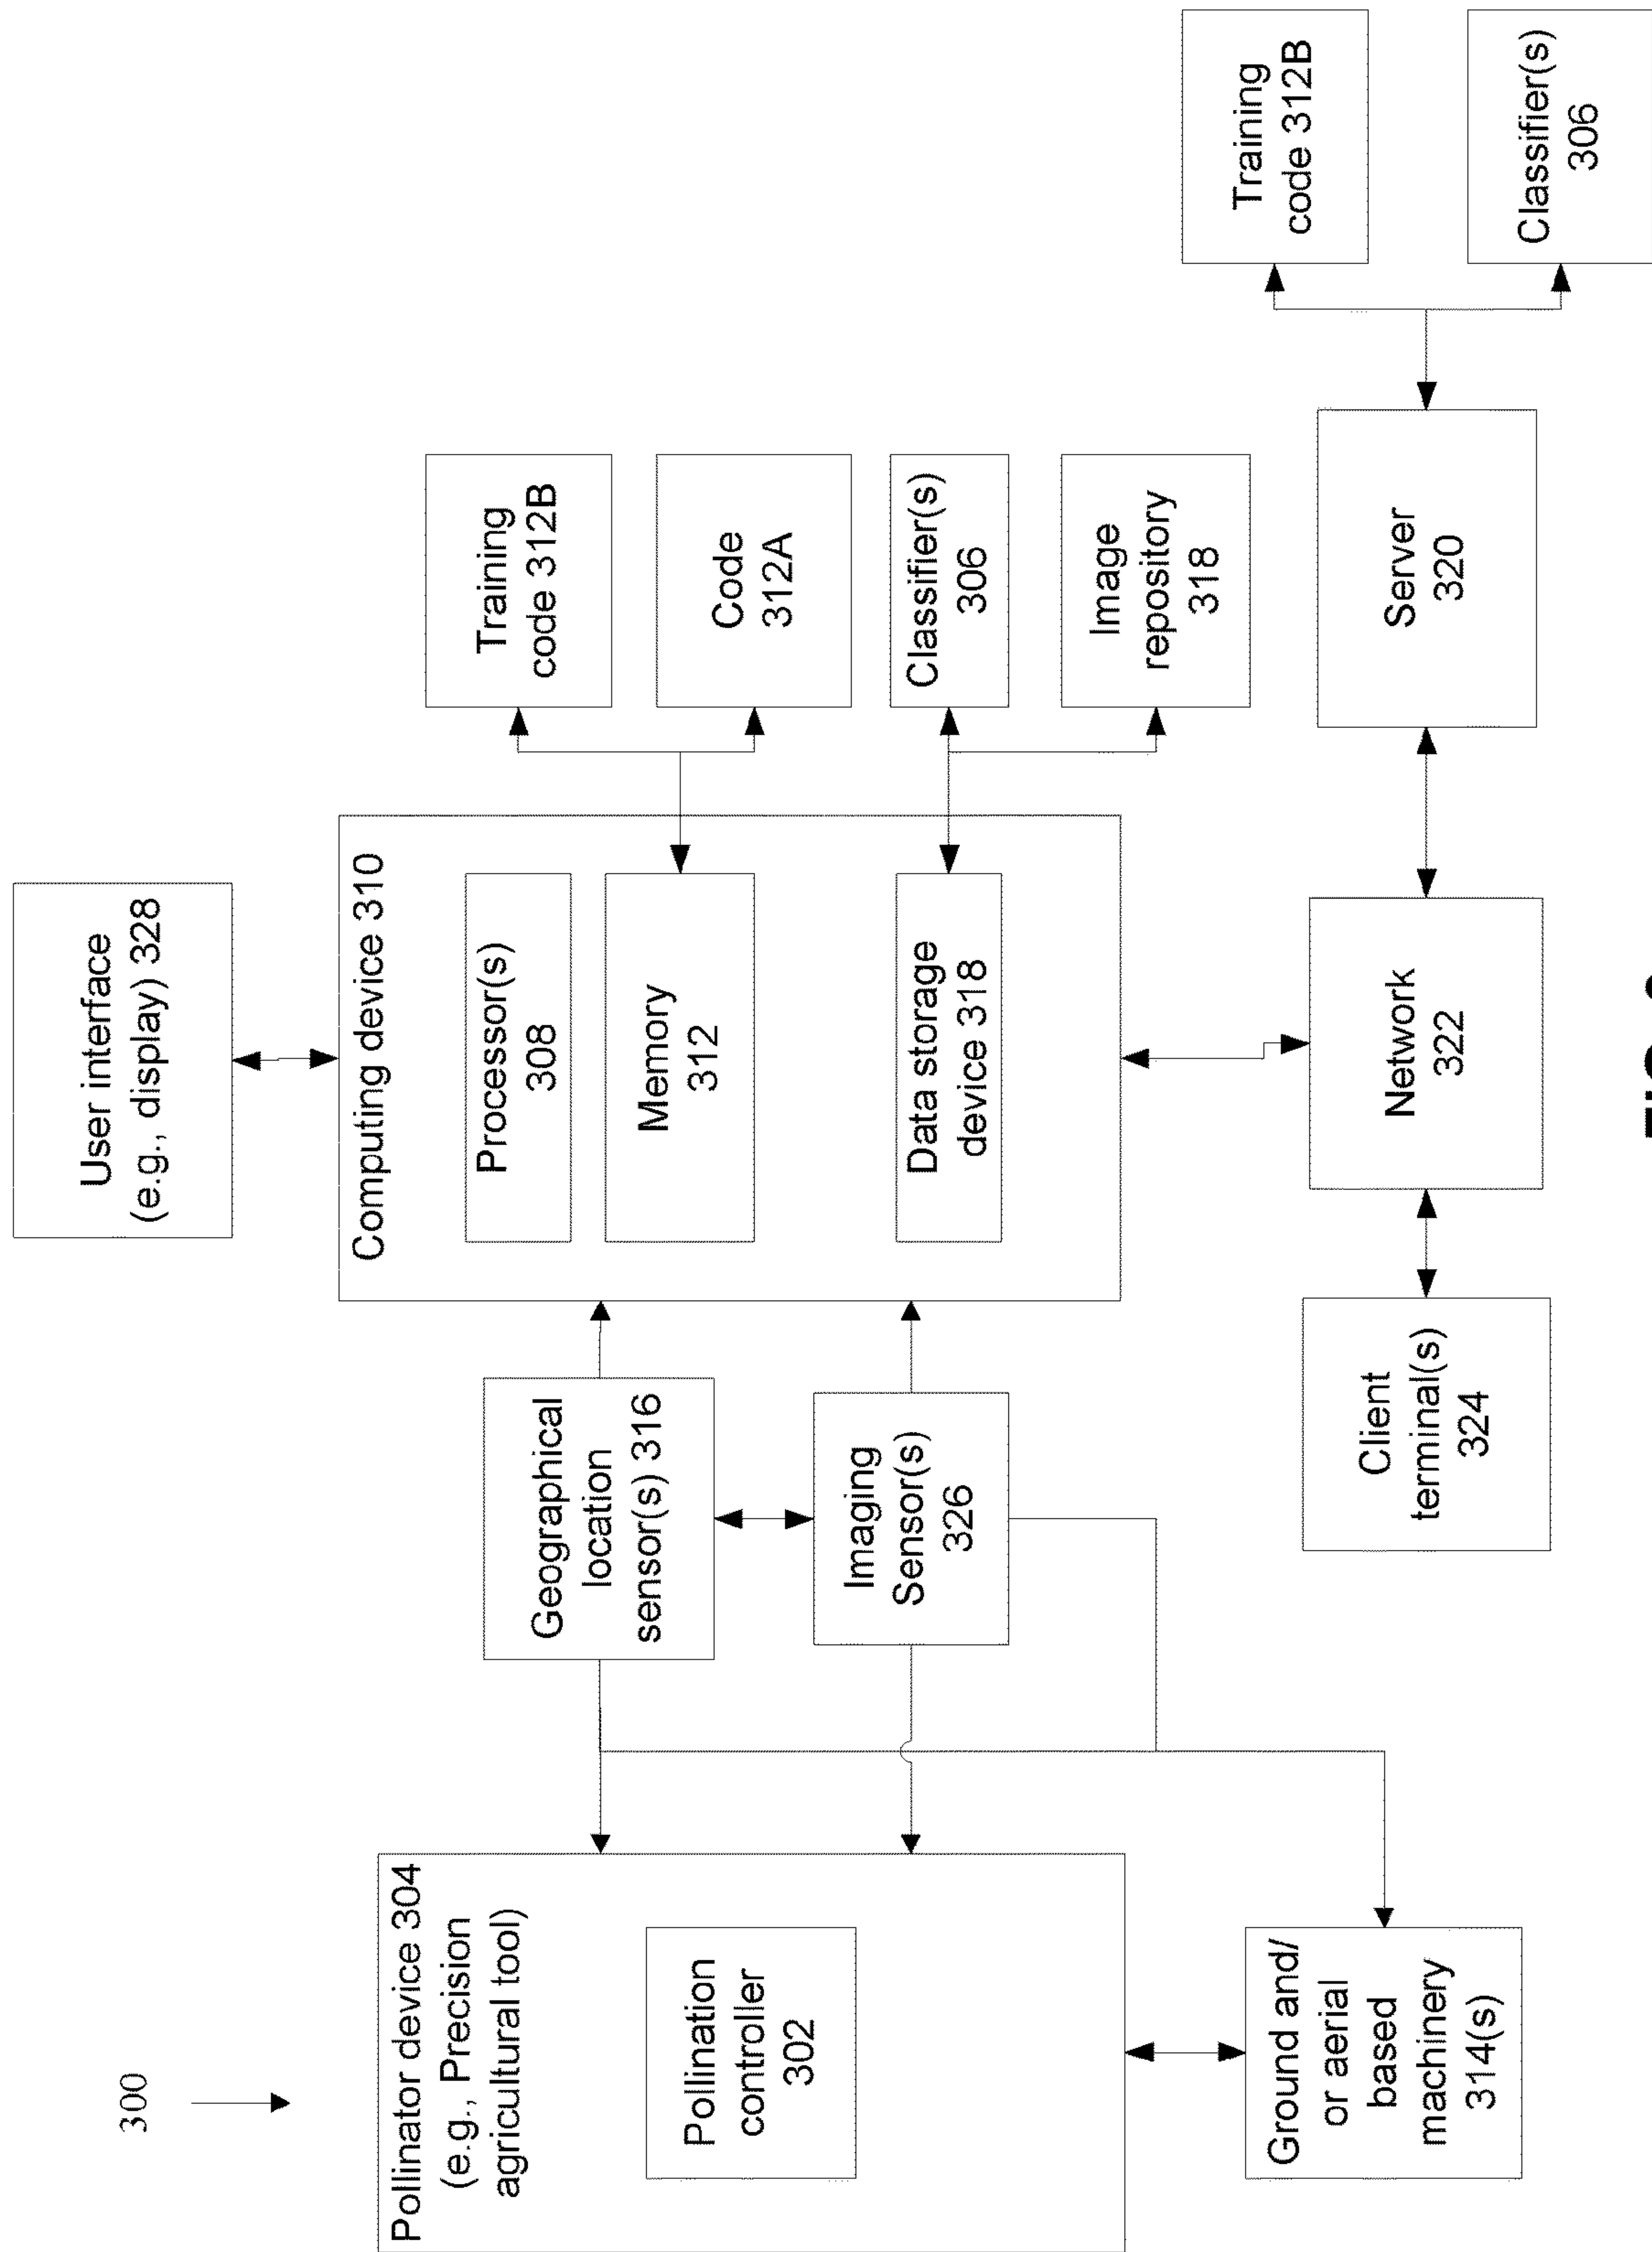 300
Pollinator device 304
(e.g., Precision
agricultural tool)
Pollination
controller
302
Ground and/
or aerial
based
machinery
314(s)
Geographical
location
sensor(s) 316
Imaging
Sensor(s)
326
User interface
(e.g., display) 328
Computing device 310
Processor(s)
308
Memory
312
Data storage
device 318
Training
code 312B
Code
312A
Classifier(s)
306
Image
repository
318
Client
terminal(s)
324
Network
322
Server
320
Training
code 312B
Classifier(s)
306